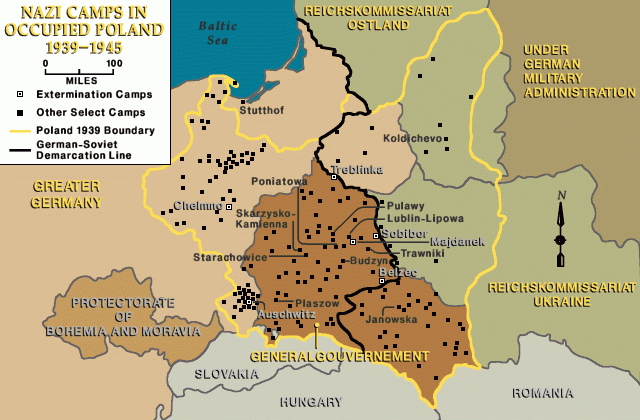 NAZI CAMPS IN
OCCUPIED POLAND
1939–1945
0 100
MILES
Extermination Camps
Other Select Camps
Poland 1939 Boundary
German-Soviet
Demarcation Line
Baltic
Sea
REICHSKOMMISSARIAT
OSTLAND
UNDER
GERMAN
MILITARY
ADMINISTRATION
Stutthof
Koldichevo
Treblinka
Poniatowa
GREATER
GERMANY
Chelmno
Pulawy
Lublin-Lipowa
Skarzysko-
Kamienna
Sobibor
Majdanek
N
Starachowice
Trawniki
Budzyn
Belzec
REICHSKOMMISSARIAT
UKRAINE
PROTECTORATE
OF
BOHEMIA AND MORAVIA
Plaszow
Auschwitz
Janowska
GENERALGOUVERNEMENT
SLOVAKIA
HUNGARY
ROMANIA